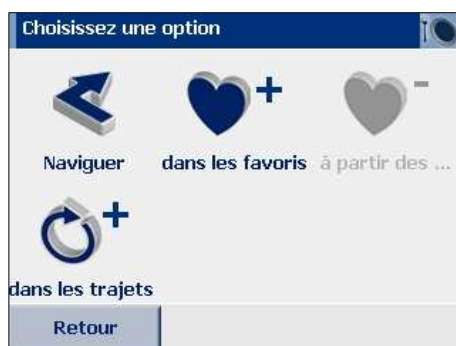 Choisissez une option
Naviguer
dans les favoris
à partir des ...
dans les trajets
Retour